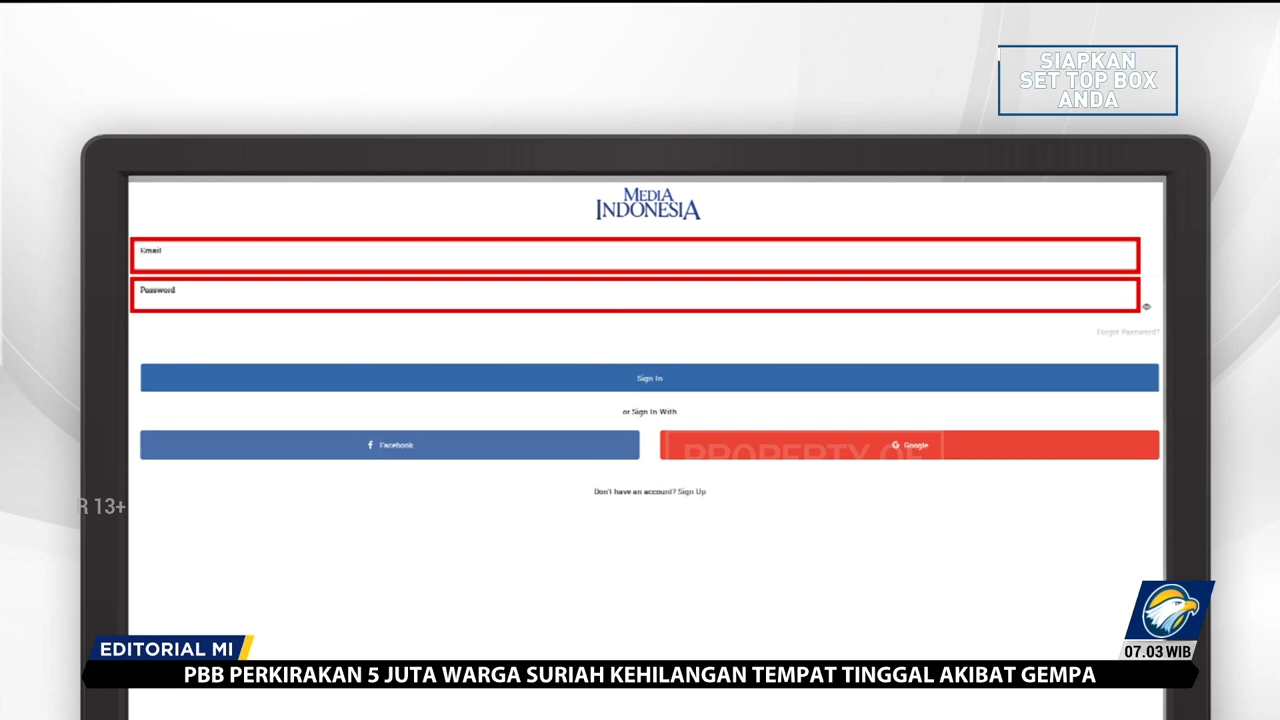 SIAPKAN
SET TOP BOX
ANDA
MEDIA
INDONESIA
Email
Password
Forgot Password?
Sign In
or Sign In With
f Facebook
G Google
PROPERTY OF
Don't have an account? Sign Up
R 13+
EDITORIAL MI
07.03 WIB
PBB PERKIRAKAN 5 JUTA WARGA SURIAH KEHILANGAN TEMPAT TINGGAL AKIBAT GEMPA